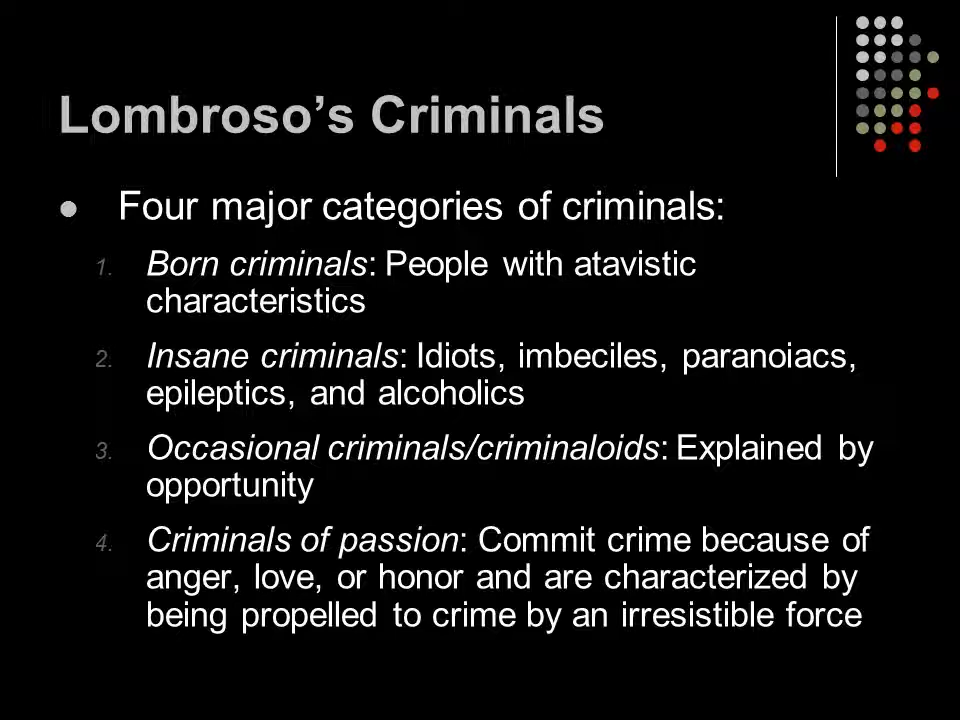 Lombroso’s Criminals
● Four major categories of criminals:
1. Born criminals: People with atavistic
characteristics
2. Insane criminals: Idiots, imbeciles, paranoiacs,
epileptics, and alcoholics
3. Occasional criminals/criminaloids: Explained by
opportunity
4. Criminals of passion: Commit crime because of
anger, love, or honor and are characterized by
being propelled to crime by an irresistible force